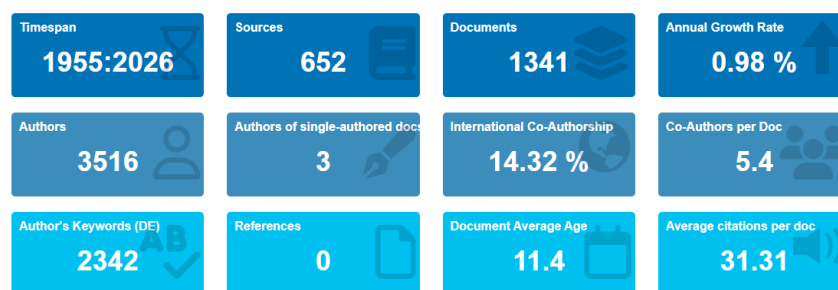 Timespan
1955:2026
Sources
652
Documents
1341
Annual Growth Rate
0.98 %
Authors
3516
Authors of single-authored docs
3
International Co-Authorship
14.32 %
Co-Authors per Doc
5.4
Author's Keywords (DE)
2342
AB
References
0
Document Average Age
11.4
Average citations per doc
31.31